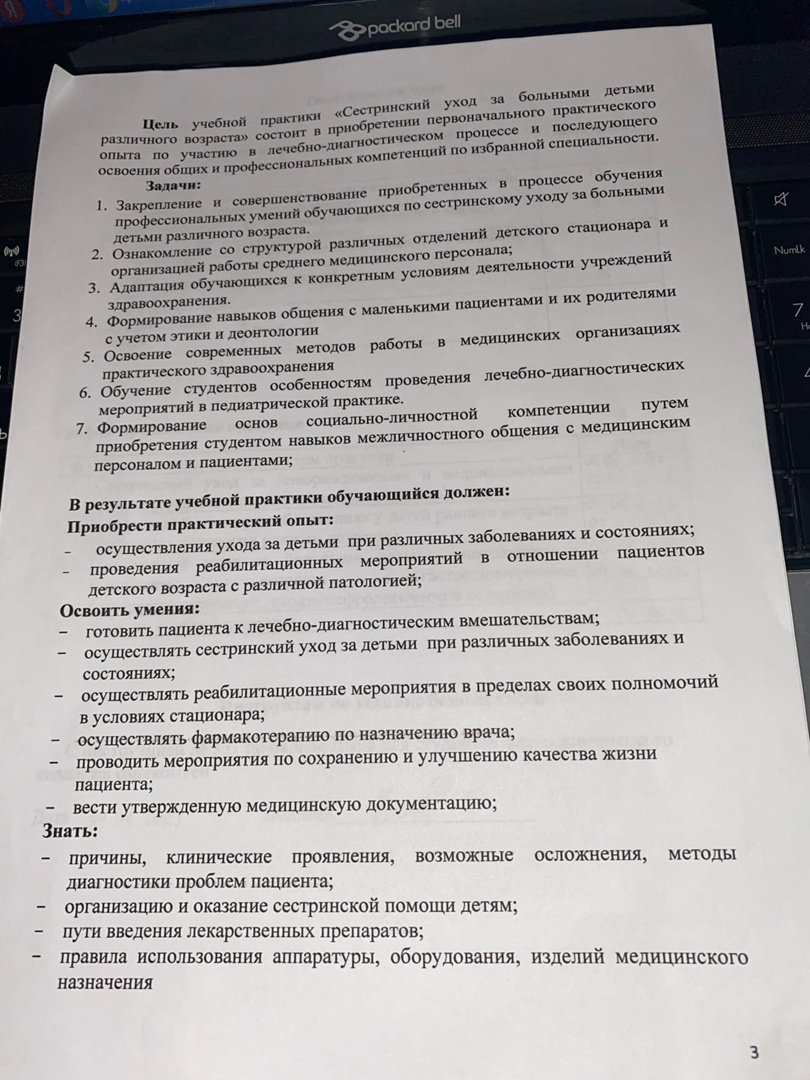 packard bell
Цель учебной практики «Сестринский уход за больными детьми
различного возраста» состоит в приобретении первоначального практического
опыта по участию в лечебно-диагностическом процессе и последующего
освоения общих и профессиональных компетенций по избранной специальности.
Задачи:
1. Закрепление и совершенствование приобретенных в процессе обучения
профессиональных умений обучающихся по сестринскому уходу за больными
детьми различного возраста.
2. Ознакомление со структурой различных отделений детского стационара и
организацией работы среднего медицинского персонала;
3. Адаптация обучающихся к конкретным условиям деятельности учреждений
здравоохранения.
4. Формирование навыков общения с маленькими пациентами и их родителями
с учетом этики и деонтологии
5. Освоение современных методов работы в медицинских организациях
практического здравоохранения
6. Обучение студентов особенностям проведения лечебно-диагностических
мероприятий в педиатрической практике.
7. Формирование основ социально-личностной компетенции путем
приобретения студентом навыков межличностного общения с медицинским
персоналом и пациентами;
В результате учебной практики обучающийся должен:
Приобрести практический опыт:
- осуществления ухода за детьми при различных заболеваниях и состояниях;
- проведения реабилитационных мероприятий в отношении пациентов
детского возраста с различной патологией;
Освоить умения:
– готовить пациента к лечебно-диагностическим вмешательствам;
– осуществлять сестринский уход за детьми при различных заболеваниях и
состояниях;
– осуществлять реабилитационные мероприятия в пределах своих полномочий
в условиях стационара;
– осуществлять фармакотерапию по назначению врача;
– проводить мероприятия по сохранению и улучшению качества жизни
пациента;
– вести утвержденную медицинскую документацию;
Знать:
– причины, клинические проявления, возможные осложнения, методы
диагностики проблем пациента;
– организацию и оказание сестринской помощи детям;
– пути введения лекарственных препаратов;
– правила использования аппаратуры, оборудования, изделий медицинского
назначения
3
NumLk
7